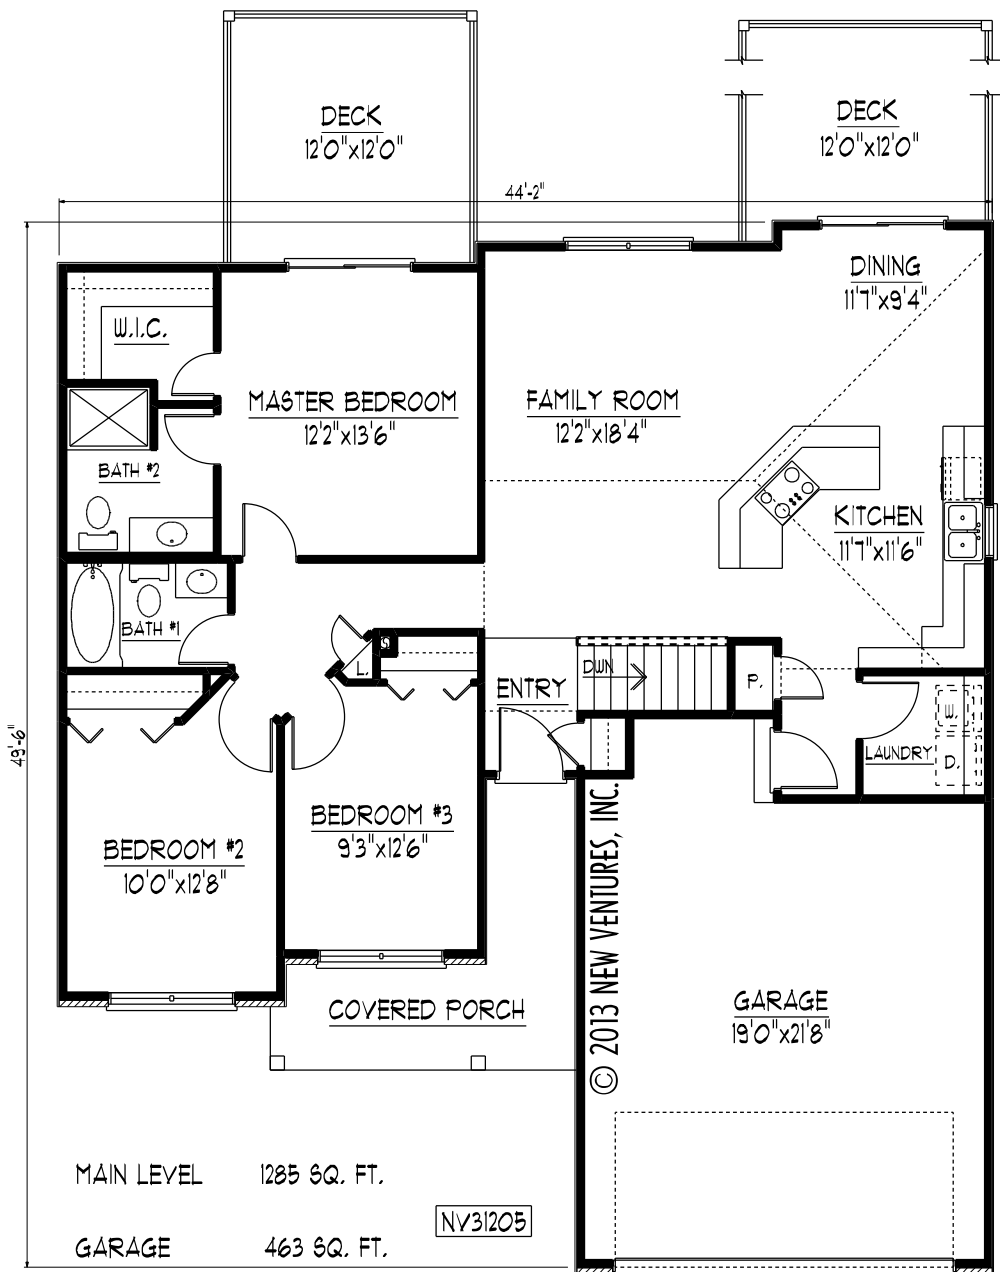 DECK
12'0"x12'0"
DECK
12'0"x12'0"
44'-2"
DINING
11'7"x9'4"
W.I.C.
MASTER BEDROOM
12'2"x13'6"
FAMILY ROOM
12'2"x18'4"
BATH #2
KITCHEN
11'7"x11'6"
BATH #1
L.
DWN
ENTRY
P.
W.
LAUNDRY
D.
49'-6"
BEDROOM #3
9'3"x12'6"
BEDROOM #2
10'0"x12'8"
© 2013 NEW VENTURES, INC.
COVERED PORCH
GARAGE
19'0"x21'8"
MAIN LEVEL 1285 SQ. FT.
NV31205
GARAGE 463 SQ. FT.